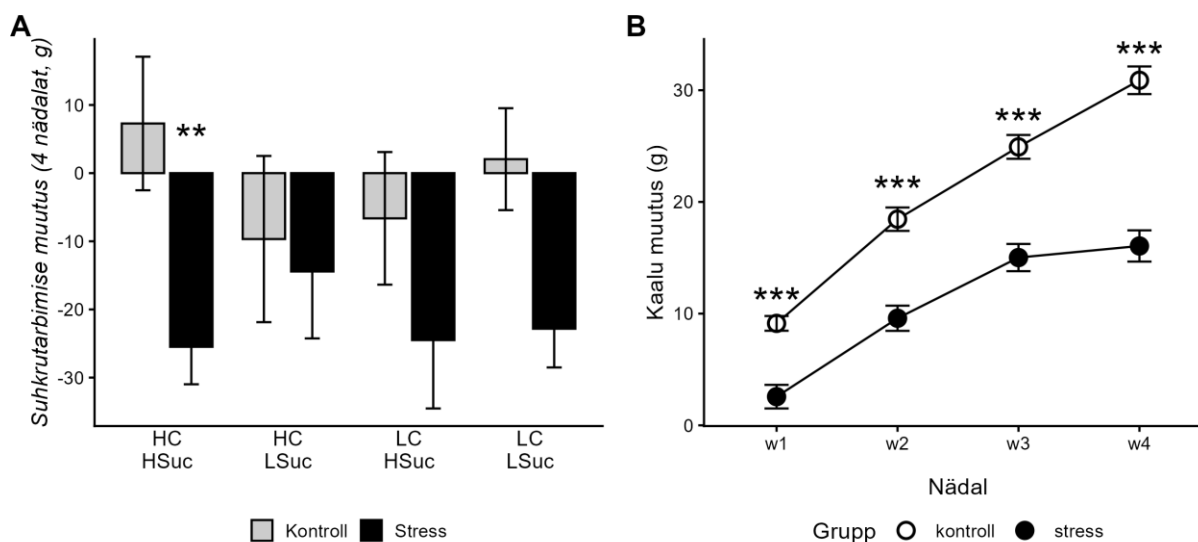 A
Suhkrutarbimise muutus (4 nädalat, g)
10
0
-10
-20
-30
**
HC
HSuc
HC
LSuc
LC
HSuc
LC
LSuc
Kontroll Stress
B
Kaalu muutus (g)
30
20
10
0
***
***
***
***
w1 w2 w3 w4
Nädal
Grupp kontroll stress